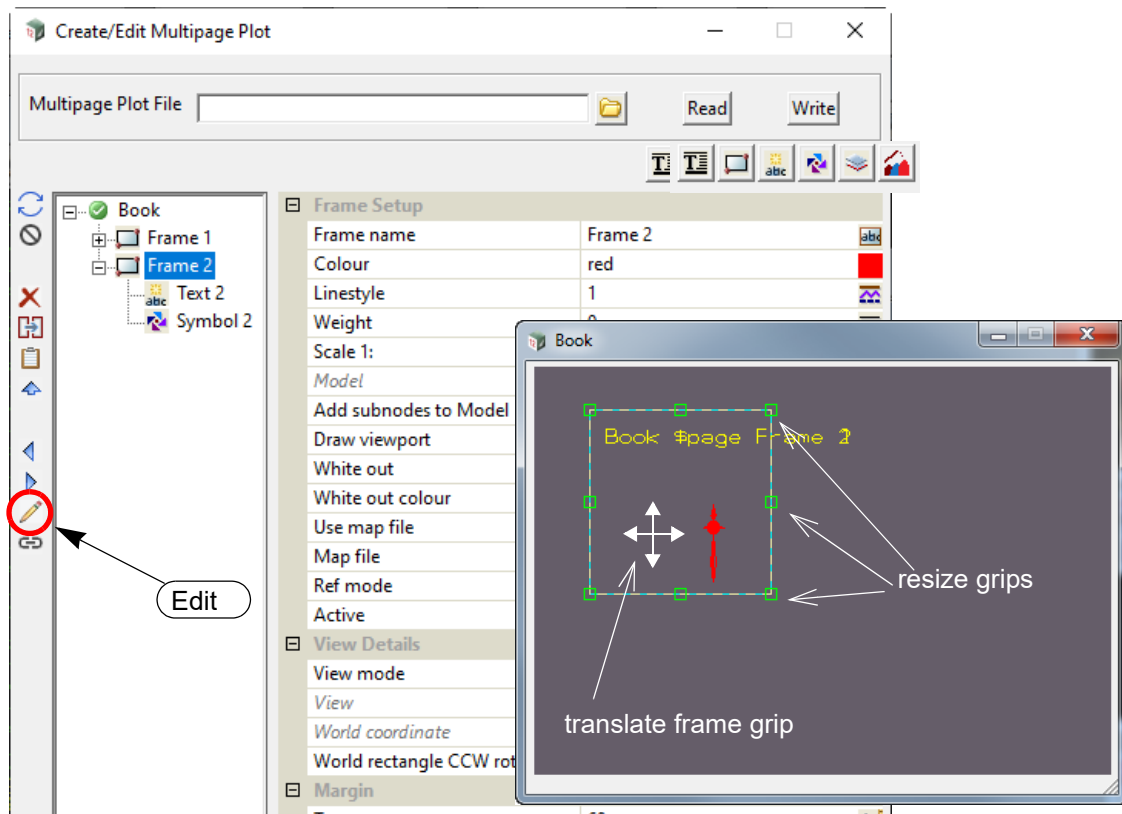 Create/Edit Multipage Plot
Multipage Plot File
Read
Write
Book
Frame 1
Frame 2
Text 2
Symbol 2
Frame Setup
Frame name Frame 2
Colour red
Linestyle 1
Weight
Scale 1:
Model
Add subnodes to Model
Draw viewport
White out
White out colour
Use map file
Map file
Ref mode
Active
View Details
View mode
View
World coordinate
World rectangle CCW rot
Margin
Edit
Book
Book $page Frame
resize grips
translate frame grip